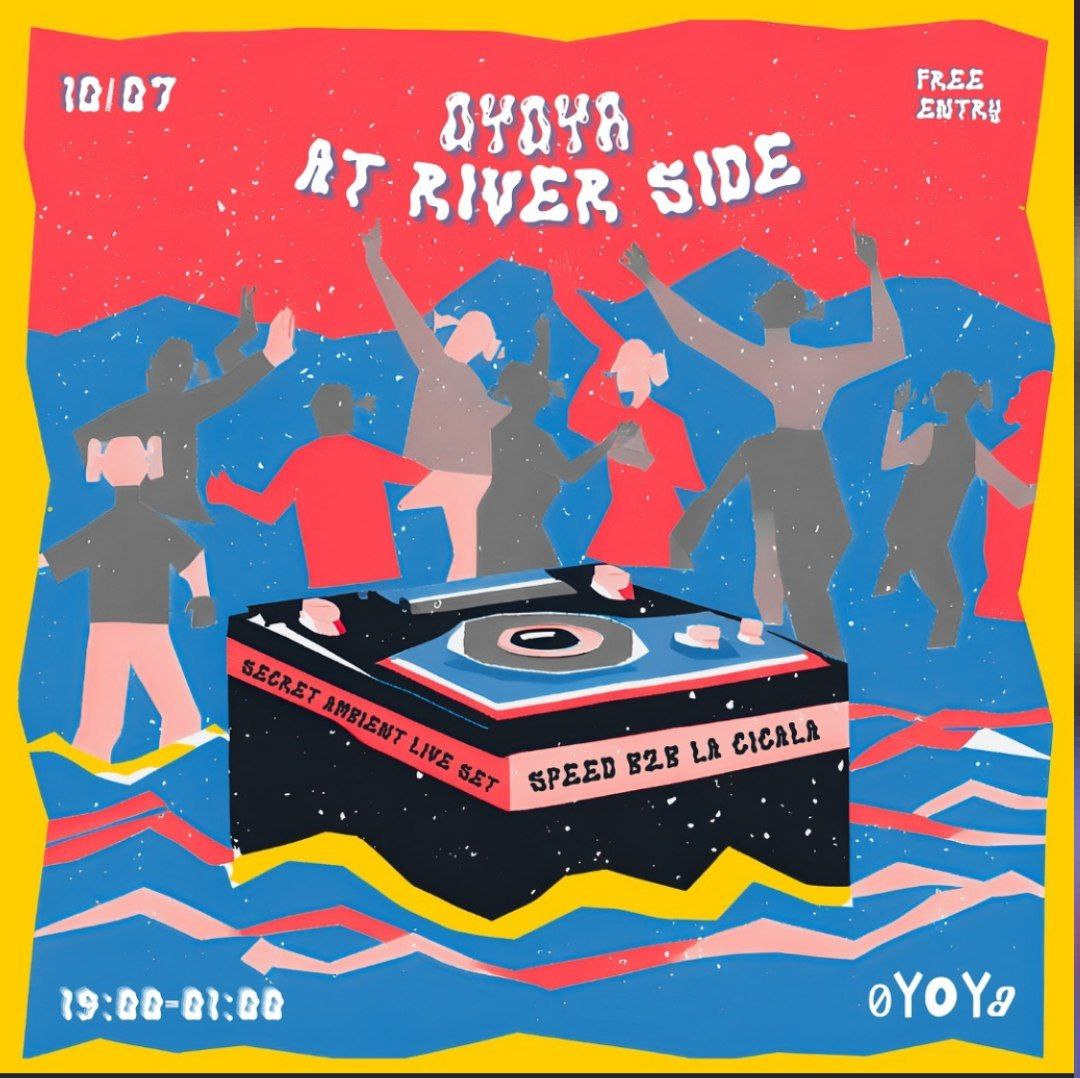 10/07
FREE
ENTRY
OYOYA
AT RIVER SIDE
SECRET AMBIENT LIVE SET
SPEED B2B LA CICALA
19:00-01:00
0YOYa